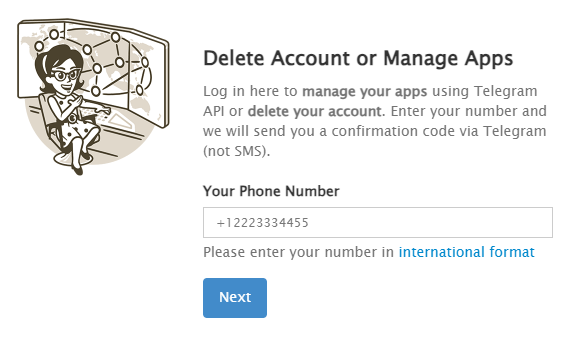 Delete Account or Manage Apps
Log in here to manage your apps using Telegram
API or delete your account. Enter your number and
we will send you a confirmation code via Telegram
(not SMS).
Your Phone Number
+12223334455
Please enter your number in international format
Next